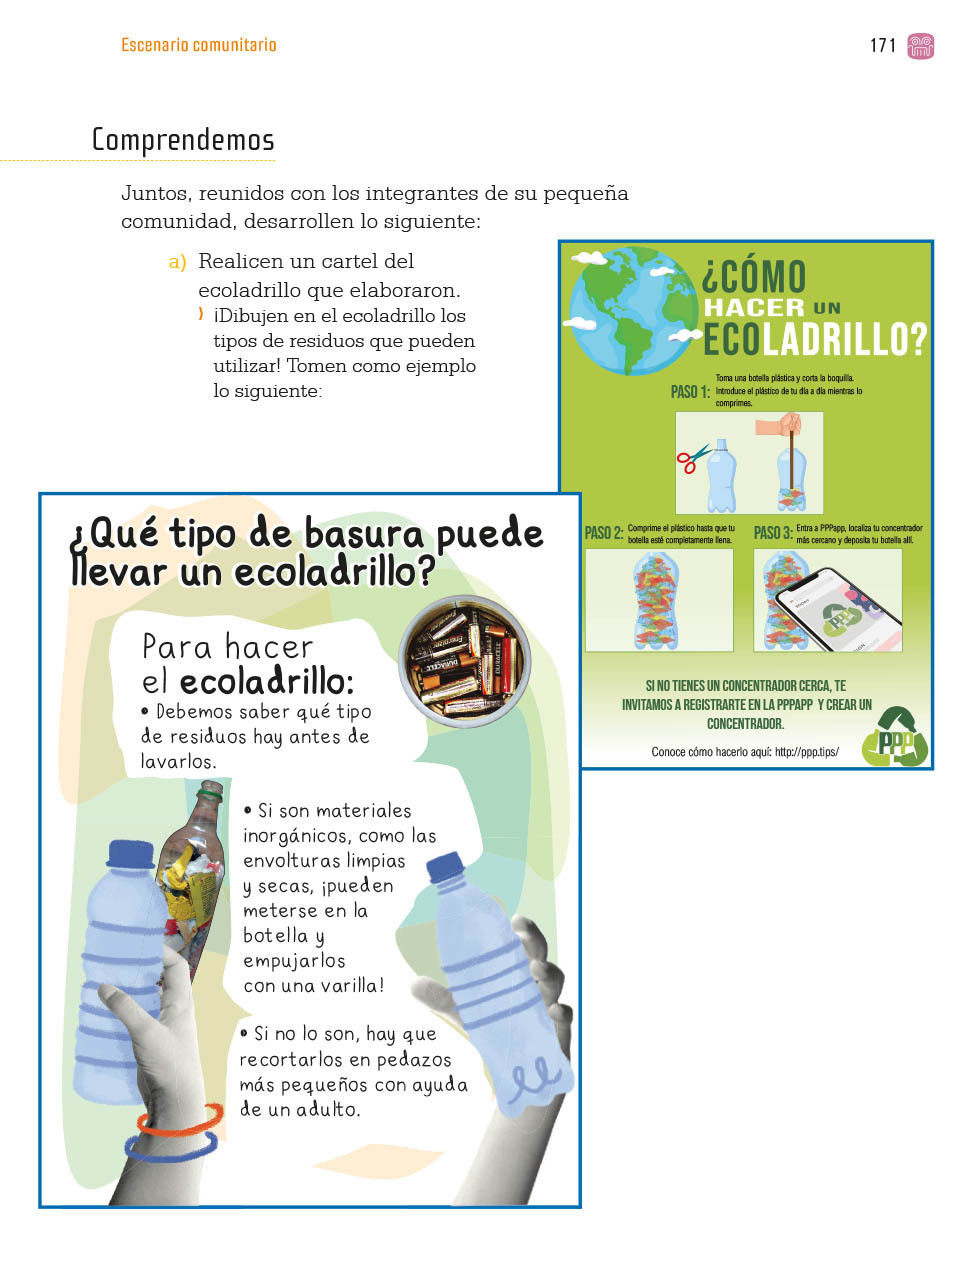 Escenario comunitario
171
Comprendemos
Juntos, reunidos con los integrantes de su pequeña
comunidad, desarrollen lo siguiente:
a) Realicen un cartel del
ecoladrillo que elaboraron.
› ¡Dibujen en el ecoladrillo los
tipos de residuos que pueden
utilizar! Tomen como ejemplo
lo siguiente:
¿CÓMO
HACER UN
ECOLADRILLO?
PASO 1:
Toma una botella plástica y corta la boquilla.
Introduce el plástico de tu día a día mientras lo
comprimes.
PASO 2:
Comprime el plástico hasta que tu
botella esté completamente llena.
PASO 3:
Entra a PPPapp, localiza tu concentrador
más cercano y deposita tu botella allí.
SI NO TIENES UN CONCENTRADOR CERCA, TE
INVITAMOS A REGISTRARTE EN LA PPPAPP Y CREAR UN
CONCENTRADOR.
Conoce cómo hacerlo aquí: http://ppp.tips/
PPP
¿Qué tipo de basura puede
llevar un ecoladrillo?
Para hacer
el ecoladrillo:
• Debemos saber qué tipo
de residuos hay antes de
lavarlos.
• Si son materiales
inorgánicos, como las
envolturas limpias
y secas, ¡pueden
meterse en la
botella y
empujarlos
con una varilla!
• Si no lo son, hay que
recortarlos en pedazos
más pequeños con ayuda
de un adulto.